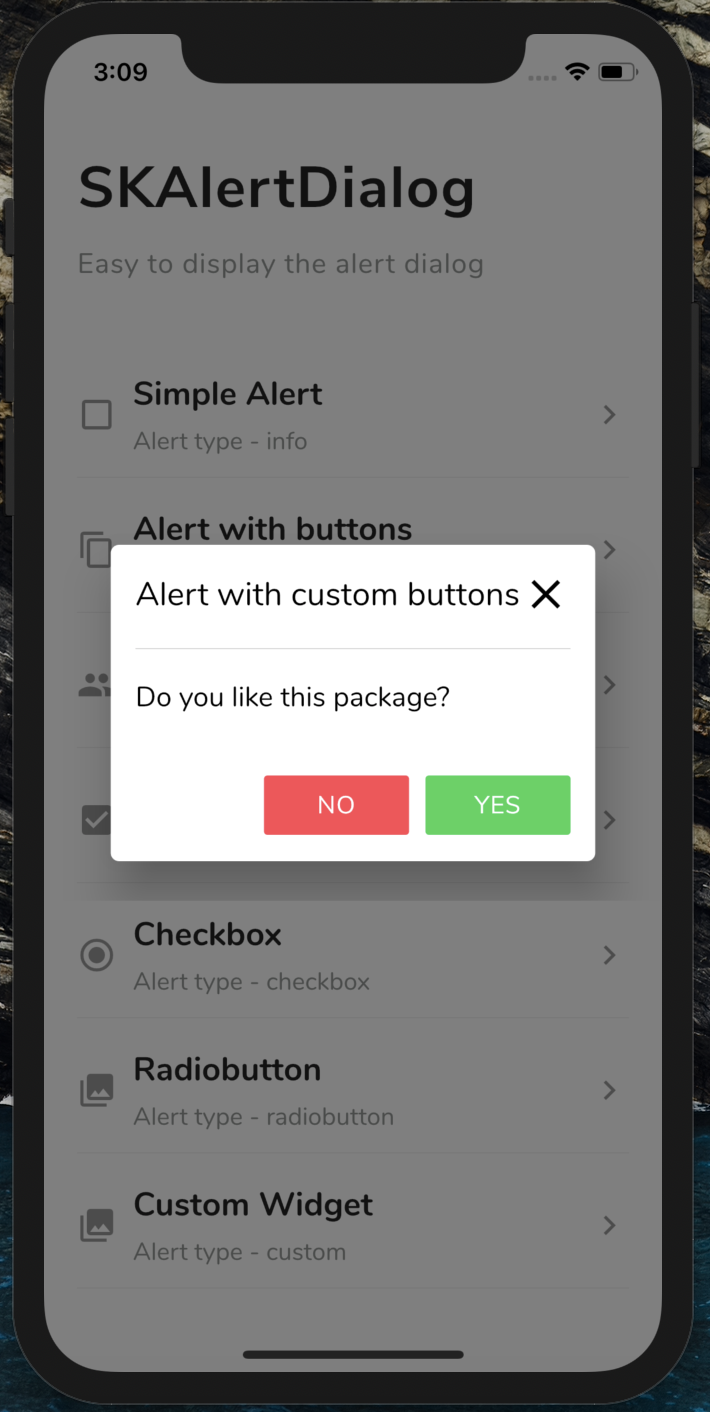 3:09
SKAlertDialog
Easy to display the alert dialog
Simple Alert
Alert type - info
Alert with buttons
Alert with custom buttons
Do you like this package?
NO YES
Checkbox
Alert type - checkbox
Radiobutton
Alert type - radiobutton
Custom Widget
Alert type - custom